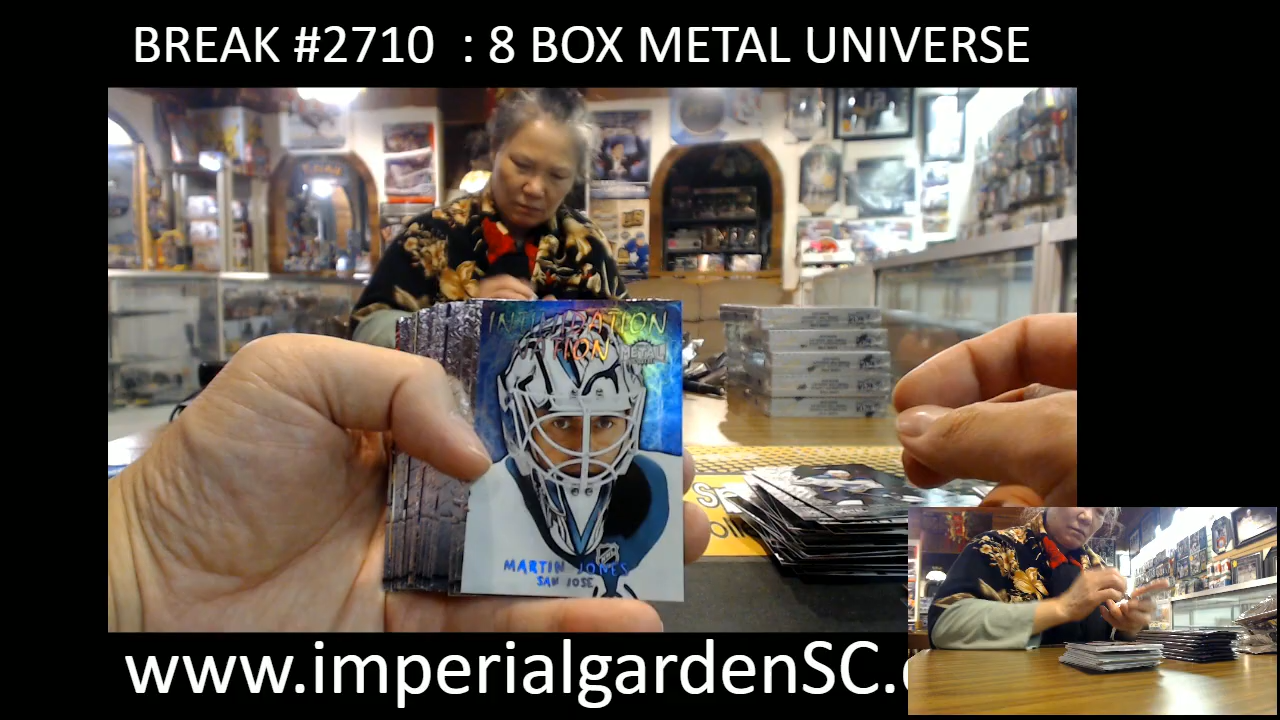 BREAK #2710 : 8 BOX METAL UNIVERSE
INTIMIDATION
NATION
METAL
MARTIN JONES
SAN JOSE
www.imperialgardenSC.